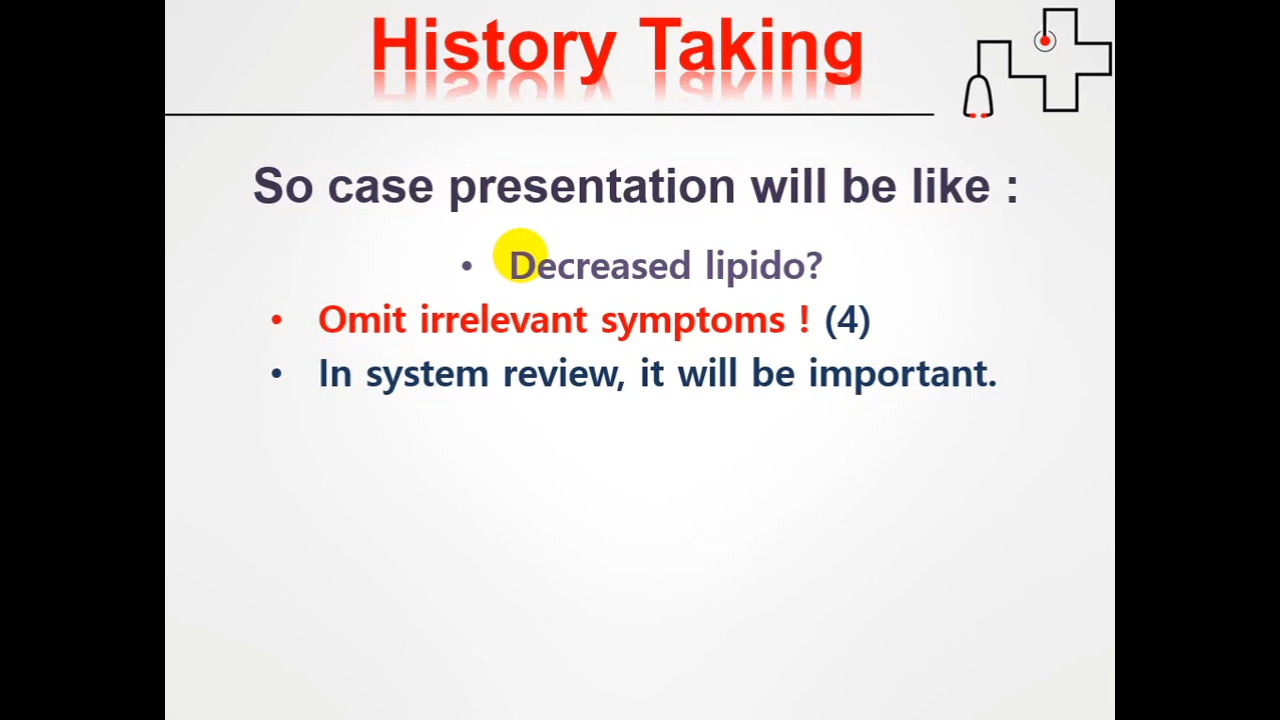 History Taking
So case presentation will be like :
• Decreased lipido?
• Omit irrelevant symptoms ! (4)
• In system review, it will be important.